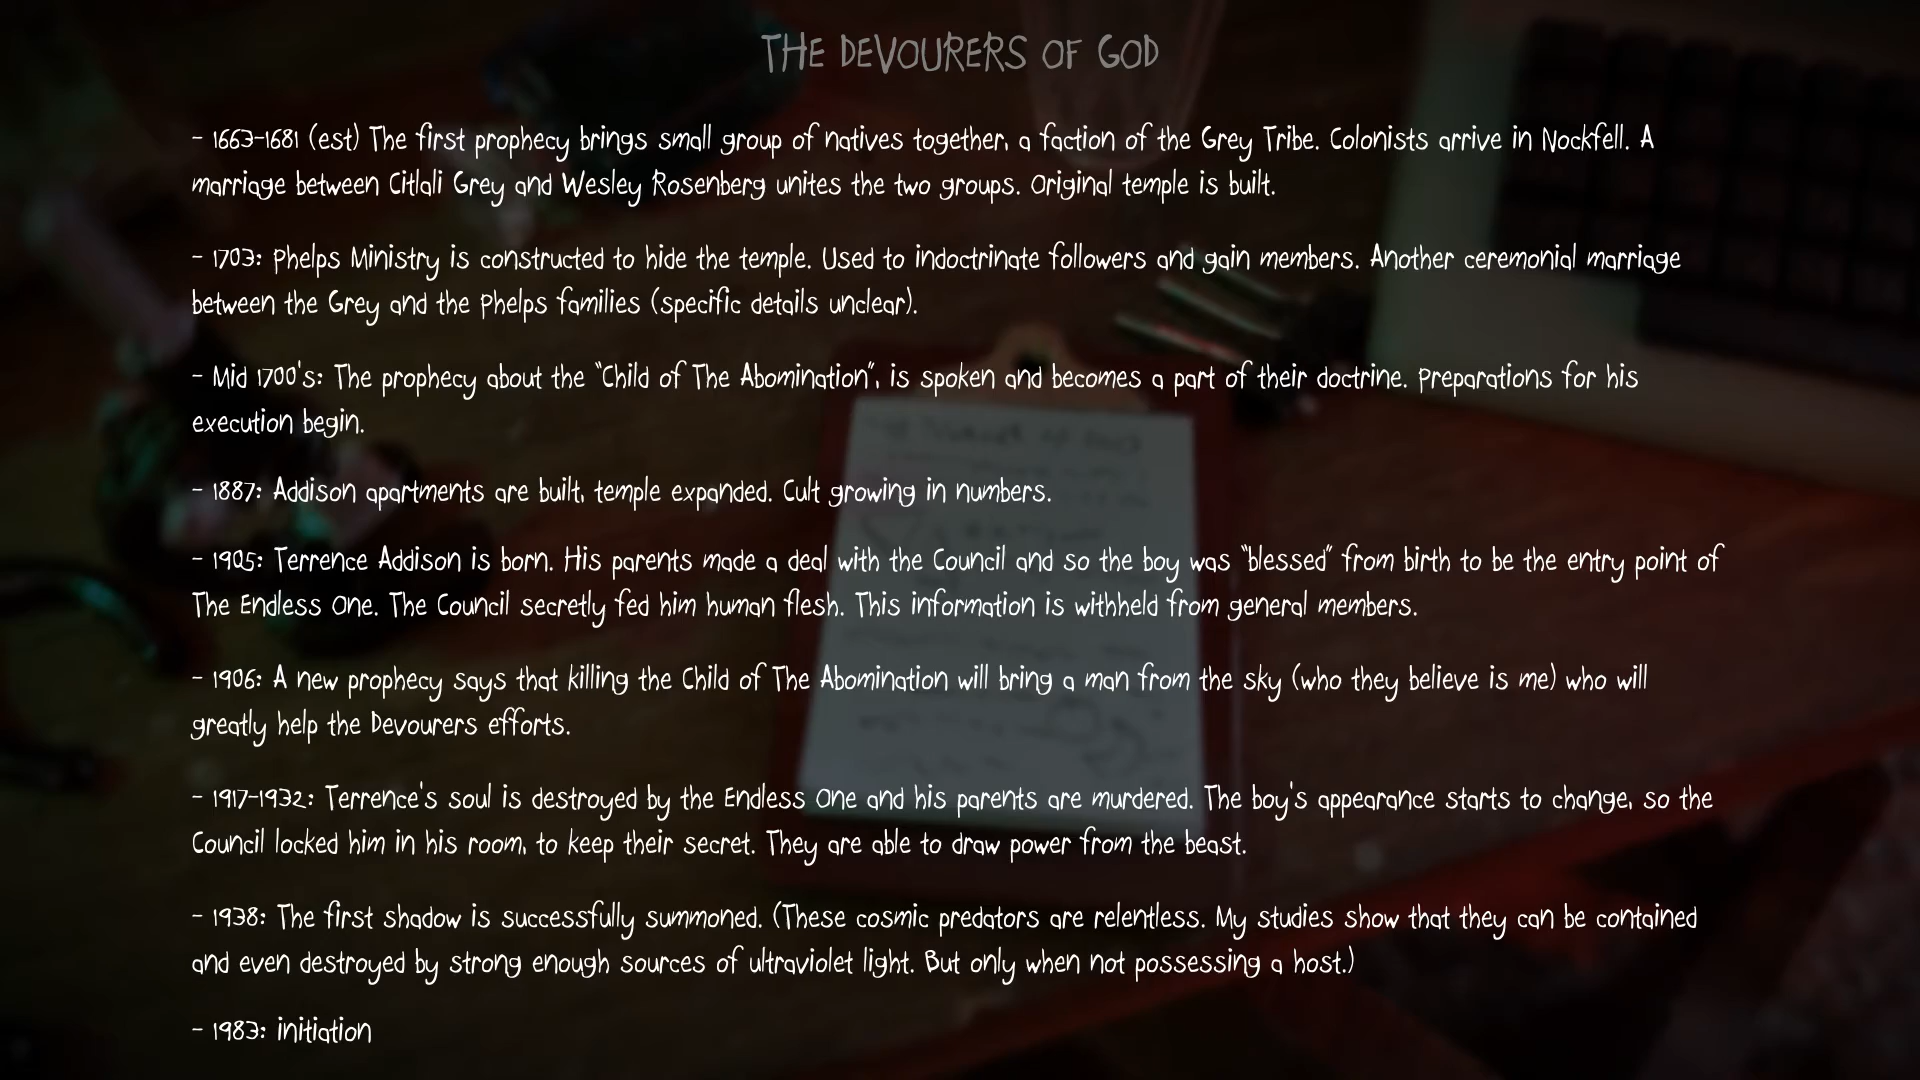 THE DEVOURERS OF GOD
- 1663-1681 (est) The first prophecy brings small group of natives together, a faction of the Grey Tribe. Colonists arrive in Nockfell. A
marriage between Citlali Grey and Wesley Rosenberg unites the two groups. Original temple is built.
- 1703: Phelps Ministry is constructed to hide the temple. Used to indoctrinate followers and gain members. Another ceremonial marriage
between the Grey and the Phelps families (specific details unclear).
- Mid 1700's: The prophecy about the "Child of The Abomination", is spoken and becomes a part of their doctrine. Preparations for his
execution begin.
- 1887: Addison apartments are built, temple expanded. Cult growing in numbers.
- 1905: Terrence Addison is born. His parents made a deal with the Council and so the boy was "blessed" from birth to be the entry point of
The Endless One. The Council secretly fed him human flesh. This information is withheld from general members.
- 1906: A new prophecy says that killing the Child of The Abomination will bring a man from the sky (who they believe is me) who will
greatly help the Devourers efforts.
- 1917-1932: Terrence's soul is destroyed by the Endless One and his parents are murdered. The boy's appearance starts to change, so the
Council locked him in his room, to keep their secret. They are able to draw power from the beast.
- 1938: The first shadow is successfully summoned. (These cosmic predators are relentless. My studies show that they can be contained
and even destroyed by strong enough sources of ultraviolet light. But only when not possessing a host.)
- 1983: initiation